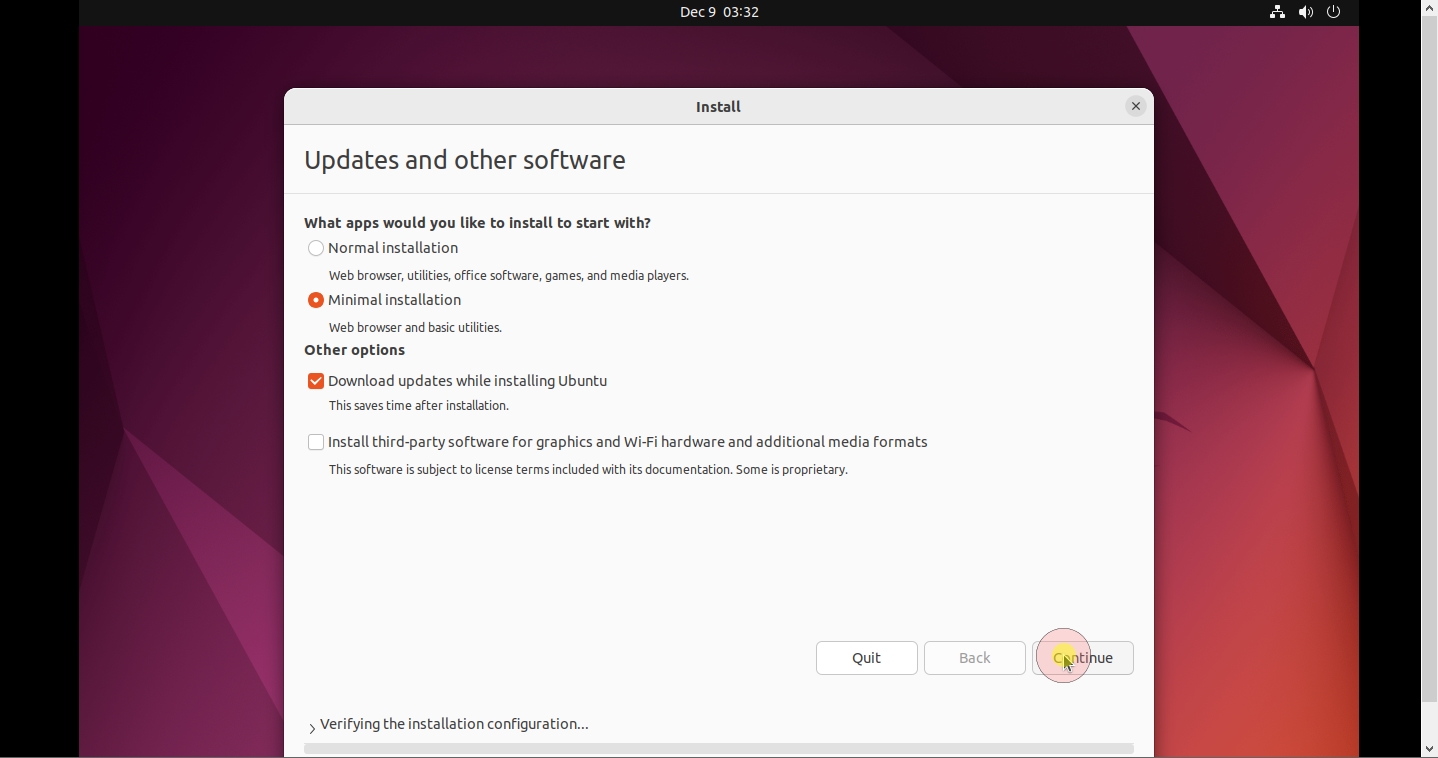 Dec 9 03:32
Install
Updates and other software
What apps would you like to install to start with?
Normal installation
Web browser, utilities, office software, games, and media players.
Minimal installation
Web browser and basic utilities.
Other options
Download updates while installing Ubuntu
This saves time after installation.
Install third-party software for graphics and Wi-Fi hardware and additional media formats
This software is subject to license terms included with its documentation. Some is proprietary.
Quit Back Continue
Verifying the installation configuration...